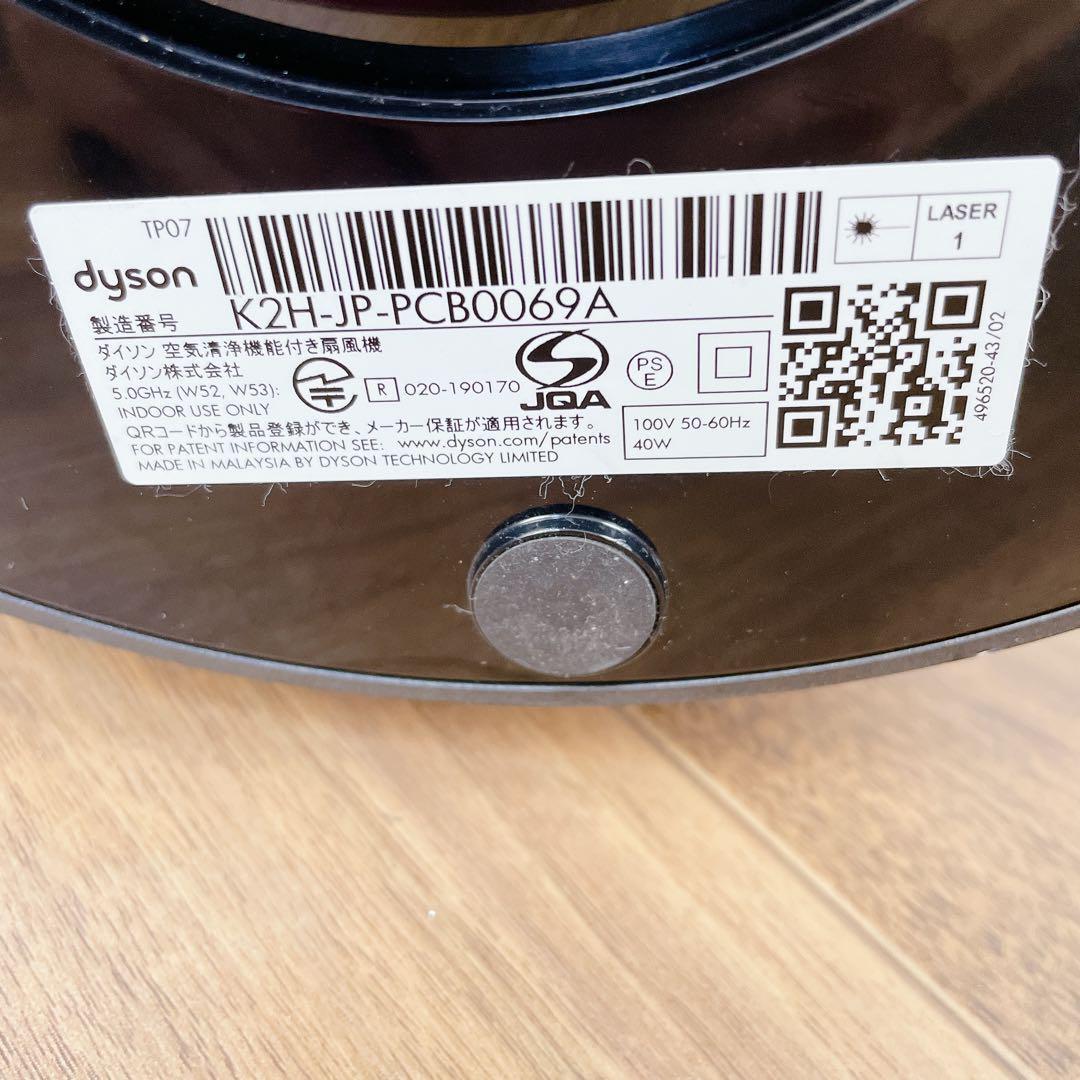 TP07
dyson
製造番号 K2H-JP-PCB0069A
ダイソン 空気清浄機能付き扇風機
ダイソン株式会社
5.0GHz (W52, W53):
R 020-190170
INDOOR USE ONLY
JQA
PS
E
QRコードから製品登録ができ、メーカー保証が適用されます。
FOR PATENT INFORMATION SEE: www.dyson.com/patents
MADE IN MALAYSIA BY DYSON TECHNOLOGY LIMITED
100V 50-60Hz
40W
LASER
1
496520-43/02